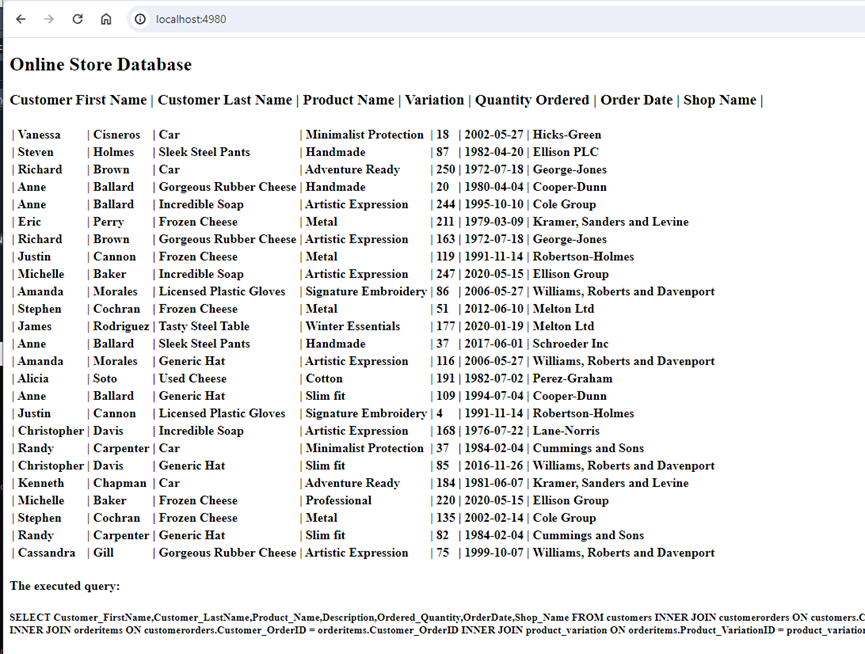 localhost:4980
Online Store Database
Customer First Name | Customer Last Name | Product Name | Variation | Quantity Ordered | Order Date | Shop Name |
| Vanessa | Cisneros | Car | Minimalist Protection | 18 | 2002-05-27 | Hicks-Green
| Steven | Holmes | Sleek Steel Pants | Handmade | 87 | 1982-04-20 | Ellison PLC
| Richard | Brown | Car | Adventure Ready | 250 | 1972-07-18 | George-Jones
| Anne | Ballard | Gorgeous Rubber Cheese | Handmade | 20 | 1980-04-04 | Cooper-Dunn
| Anne | Ballard | Incredible Soap | Artistic Expression | 244 | 1995-10-10 | Cole Group
| Eric | Perry | Frozen Cheese | Metal | 211 | 1979-03-09 | Kramer, Sanders and Levine
| Richard | Brown | Gorgeous Rubber Cheese | Artistic Expression | 163 | 1972-07-18 | George-Jones
| Justin | Cannon | Frozen Cheese | Metal | 119 | 1991-11-14 | Robertson-Holmes
| Michelle | Baker | Incredible Soap | Artistic Expression | 247 | 2020-05-15 | Ellison Group
| Amanda | Morales | Licensed Plastic Gloves | Signature Embroidery | 86 | 2006-05-27 | Williams, Roberts and Davenport
| Stephen | Cochran | Frozen Cheese | Metal | 51 | 2012-06-10 | Melton Ltd
| James | Rodriguez | Tasty Steel Table | Winter Essentials | 177 | 2020-01-19 | Melton Ltd
| Anne | Ballard | Sleek Steel Pants | Handmade | 37 | 2017-06-01 | Schroeder Inc
| Amanda | Morales | Generic Hat | Artistic Expression | 116 | 2006-05-27 | Williams, Roberts and Davenport
| Alicia | Soto | Used Cheese | Cotton | 191 | 1982-07-02 | Perez-Graham
| Anne | Ballard | Generic Hat | Slim fit | 109 | 1994-07-04 | Cooper-Dunn
| Justin | Cannon | Licensed Plastic Gloves | Signature Embroidery | 4 | 1991-11-14 | Robertson-Holmes
| Christopher | Davis | Incredible Soap | Artistic Expression | 168 | 1976-07-22 | Lane-Norris
| Randy | Carpenter | Car | Minimalist Protection | 37 | 1984-02-04 | Cummings and Sons
| Christopher | Davis | Generic Hat | Slim fit | 85 | 2016-11-26 | Williams, Roberts and Davenport
| Kenneth | Chapman | Car | Adventure Ready | 184 | 1981-06-07 | Kramer, Sanders and Levine
| Michelle | Baker | Frozen Cheese | Professional | 220 | 2020-05-15 | Ellison Group
| Stephen | Cochran | Frozen Cheese | Metal | 135 | 2002-02-14 | Cole Group
| Randy | Carpenter | Generic Hat | Slim fit | 82 | 1984-02-04 | Cummings and Sons
| Cassandra | Gill | Gorgeous Rubber Cheese | Artistic Expression | 75 | 1999-10-07 | Williams, Roberts and Davenport
The executed query:
SELECT Customer_FirstName,Customer_LastName,Product_Name,Description,Ordered_Quantity,OrderDate,Shop_Name FROM customers INNER JOIN customerorders ON customers.C
INNER JOIN orderitems ON customerorders.Customer_OrderID = orderitems.Customer_OrderID INNER JOIN product_variation ON orderitems.Product_VariationID = product_variation